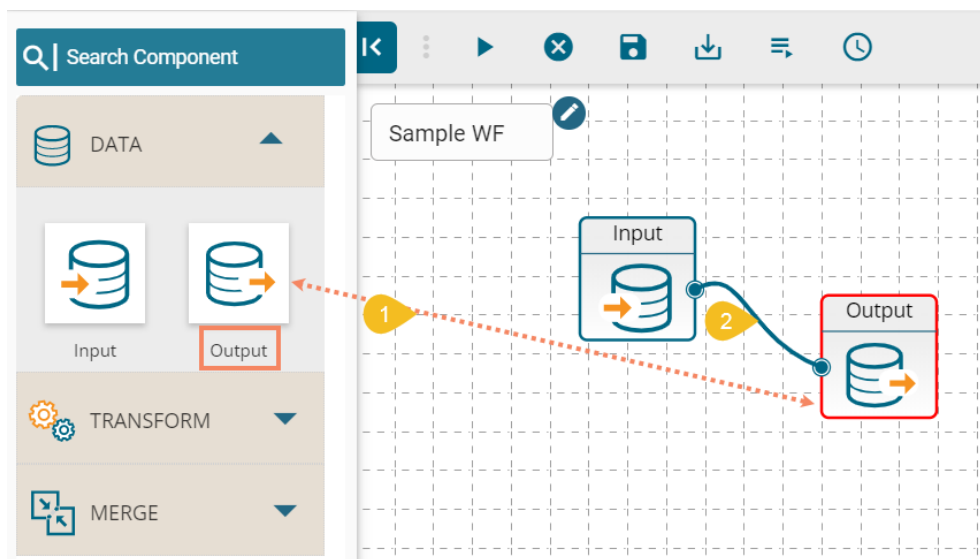 Search Component
DATA
Input
Output
TRANSFORM
MERGE
Sample WF
Input
Output
1
2